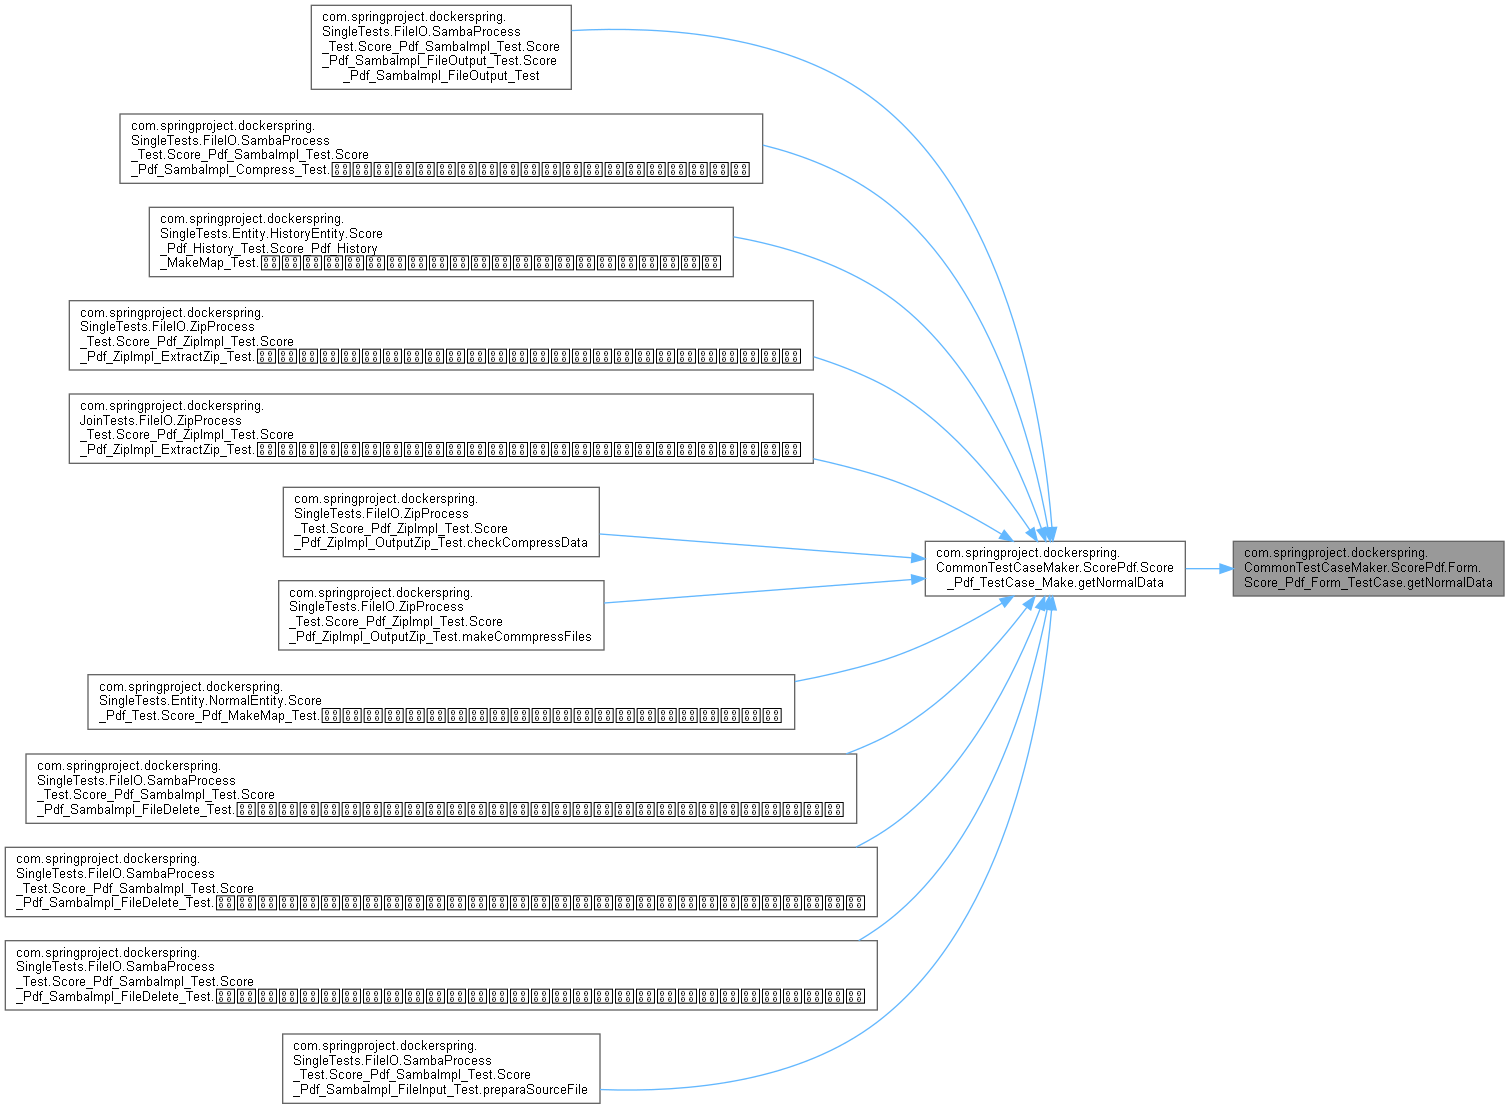 com.springproject.dockerspring.
SingleTests.FileIO.SambaProcess
_Test.Score_Pdf_SambaImpl_Test.Score
_Pdf_SambaImpl_FileOutput_Test.Score
_Pdf_SambaImpl_FileOutput_Test
com.springproject.dockerspring.
SingleTests.FileIO.SambaProcess
_Test.Score_Pdf_SambaImpl_Test.Score
_Pdf_SambaImpl_Compress_Test.
com.springproject.dockerspring.
SingleTests.Entity.HistoryEntity.Score
_Pdf_History_Test.Score_Pdf_History
_MakeMap_Test.
com.springproject.dockerspring.
SingleTests.FileIO.ZipProcess
_Test.Score_Pdf_ZipImpl_Test.Score
_Pdf_ZipImpl_ExtractZip_Test.
com.springproject.dockerspring.
JoinTests.FileIO.ZipProcess
_Test.Score_Pdf_ZipImpl_Test.Score
_Pdf_ZipImpl_ExtractZip_Test.
com.springproject.dockerspring.
SingleTests.FileIO.ZipProcess
_Test.Score_Pdf_ZipImpl_Test.Score
_Pdf_ZipImpl_OutputZip_Test.checkCompressData
com.springproject.dockerspring.
CommonTestCaseMaker.ScorePdf.Score
_Pdf_TestCase_Make.getNormalData
com.springproject.dockerspring.
CommonTestCaseMaker.ScorePdf.Form.
Score_Pdf_Form_TestCase.getNormalData
com.springproject.dockerspring.
SingleTests.FileIO.ZipProcess
_Test.Score_Pdf_ZipImpl_Test.Score
_Pdf_ZipImpl_OutputZip_Test.makeCommpressFiles
com.springproject.dockerspring.
SingleTests.Entity.NormalEntity.Score
_Pdf_Test.Score_Pdf_MakeMap_Test.
com.springproject.dockerspring.
SingleTests.FileIO.SambaProcess
_Test.Score_Pdf_SambaImpl_Test.Score
_Pdf_SambaImpl_FileDelete_Test.
com.springproject.dockerspring.
SingleTests.FileIO.SambaProcess
_Test.Score_Pdf_SambaImpl_Test.Score
_Pdf_SambaImpl_FileDelete_Test.
com.springproject.dockerspring.
SingleTests.FileIO.SambaProcess
_Test.Score_Pdf_SambaImpl_Test.Score
_Pdf_SambaImpl_FileDelete_Test.
com.springproject.dockerspring.
SingleTests.FileIO.SambaProcess
_Test.Score_Pdf_SambaImpl_Test.Score
_Pdf_SambaImpl_FileInput_Test.preparaSourceFile